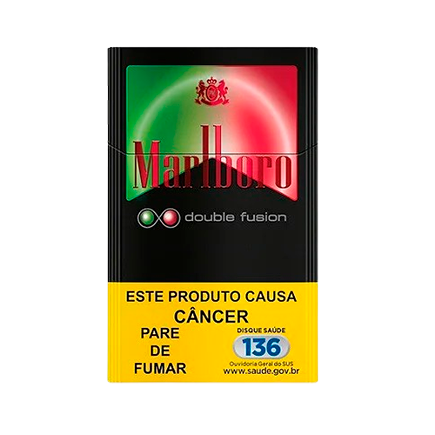 Marlboro
double fusion
ESTE PRODUTO CAUSA
CÂNCER
PARE
DE
FUMAR
DISQUE SAÚDE
136
Ouvidoria Geral do SUS
www.saude.gov.br